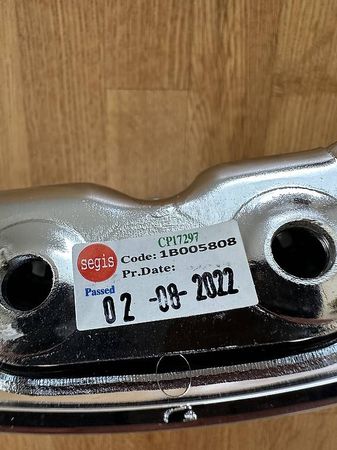 CP17297
segis
Code: 1B005808
Pr.Date:
Passed
02 -08- 2022